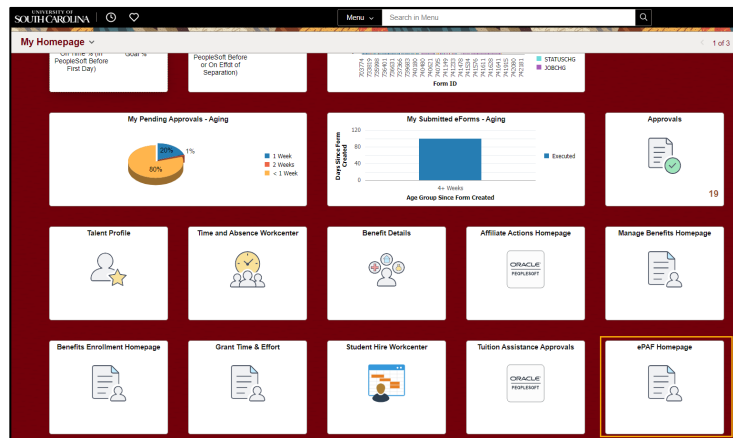 UNIVERSITY OF
SOUTH CAROLINA
Menu
Search in Menu
My Homepage
1 of 3
On Time % (In
PeopleSoft Before
First Day)
Goal %
PeopleSoft Before
or On Effdt of
Separation)
Form ID
STATUSCHG
JOBCHG
My Pending Approvals - Aging
20%
1%
80%
1 Week
2 Weeks
< 1 Week
My Submitted eForms - Aging
Days Since Form
Created
120
80
40
0
4+ Weeks
Age Group Since Form Created
Executed
Approvals
19
Talent Profile
Time and Absence Workcenter
Benefit Details
Affiliate Actions Homepage
ORACLE
PEOPLESOFT
Manage Benefits Homepage
Benefits Enrollment Homepage
Grant Time & Effort
Student Hire Workcenter
Tuition Assistance Approvals
ORACLE
PEOPLESOFT
ePAF Homepage